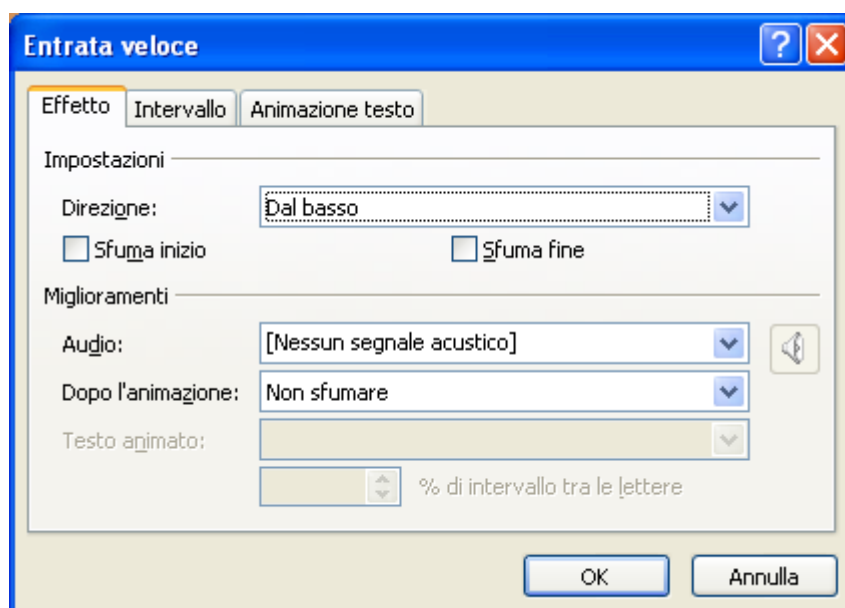 Entrata veloce
Effetto Intervallo Animazione testo
Impostazioni
Direzione: Dal basso
Sfuma inizio Sfuma fine
Miglioramenti
Audio: [Nessun segnale acustico]
Dopo l'animazione: Non sfumare
Testo animato:
% di intervallo tra le lettere
OK Annulla